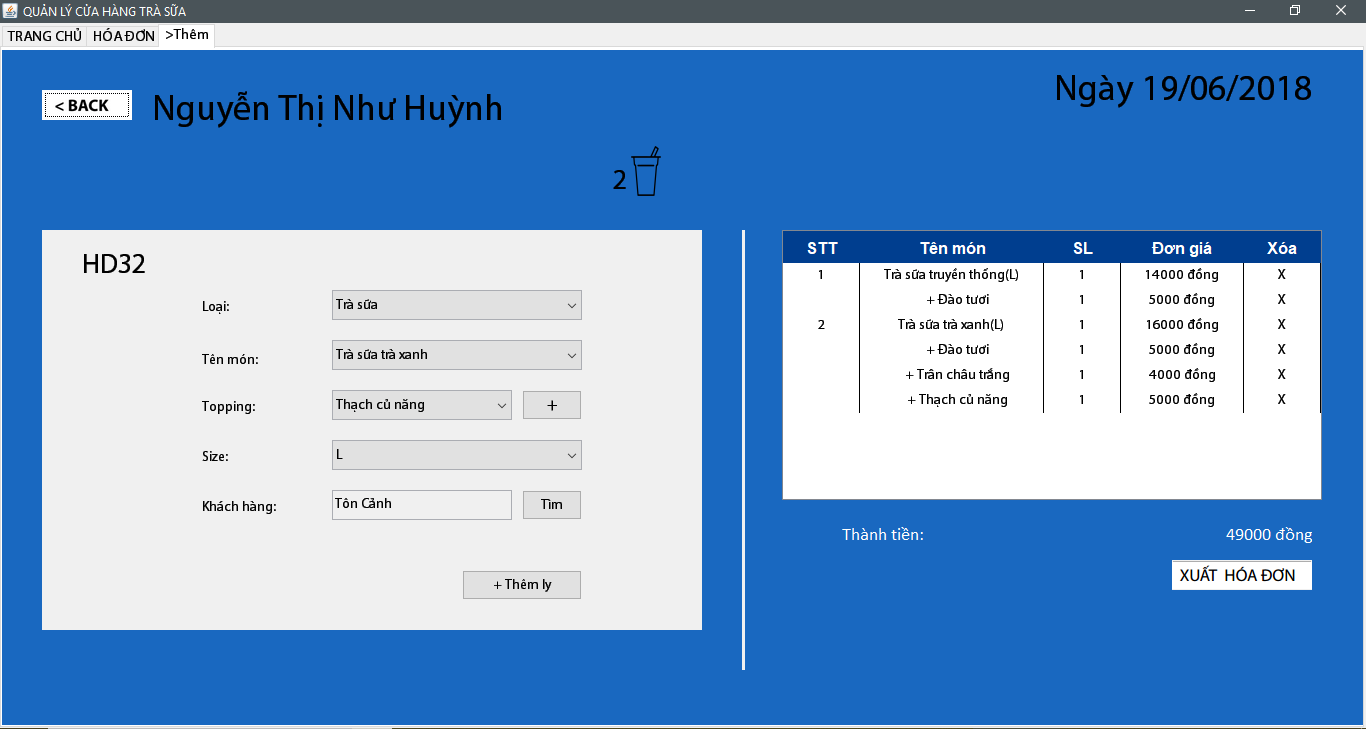 QUẢN LÝ CỬA HÀNG TRÀ SỮA
TRANG CHỦ HÓA ĐƠN >Thêm
< BACK Nguyễn Thị Như Huỳnh
Ngày 19/06/2018
2
HD32
Loại: Trà sữa
Tên món: Trà sữa trà xanh
Topping: Thạch củ năng +
Size: L
Khách hàng: Tôn Cảnh Tìm
+ Thêm ly
STT Tên món SL Đơn giá Xóa
1 Trà sữa truyền thống(L) 1 14000 đồng X
+ Đào tươi 1 5000 đồng X
2 Trà sữa trà xanh(L) 1 16000 đồng X
+ Đào tươi 1 5000 đồng X
+ Trân châu trắng 1 4000 đồng X
+ Thạch củ năng 1 5000 đồng X
Thành tiền: 49000 đồng
XUẤT HÓA ĐƠN